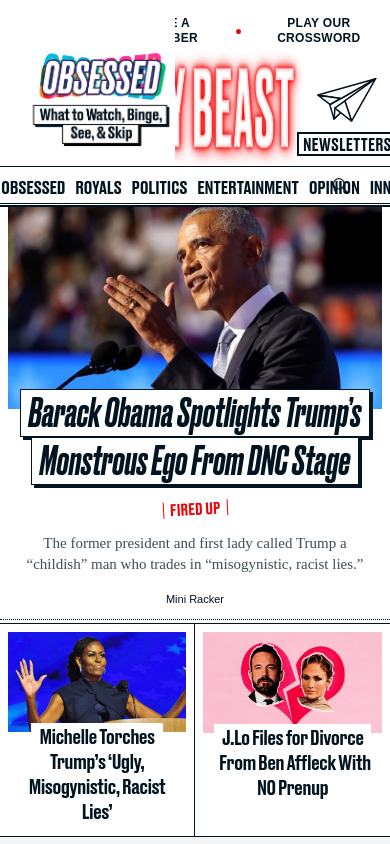 E A
BER
PLAY OUR
CROSSWORD
OBSESSED
What to Watch, Binge,
See, & Skip
Y BEAST
NEWSLETTERS
OBSESSED ROYALS POLITICS ENTERTAINMENT OPINION INN
Barack Obama Spotlights Trump’s
Monstrous Ego From DNC Stage
FIRED UP
The former president and first lady called Trump a
“childish” man who trades in “misogynistic, racist lies.”
Mini Racker
Michelle Torches
Trump’s ‘Ugly,
Misogynistic, Racist
Lies’
J.Lo Files for Divorce
From Ben Affleck With
NO Prenup